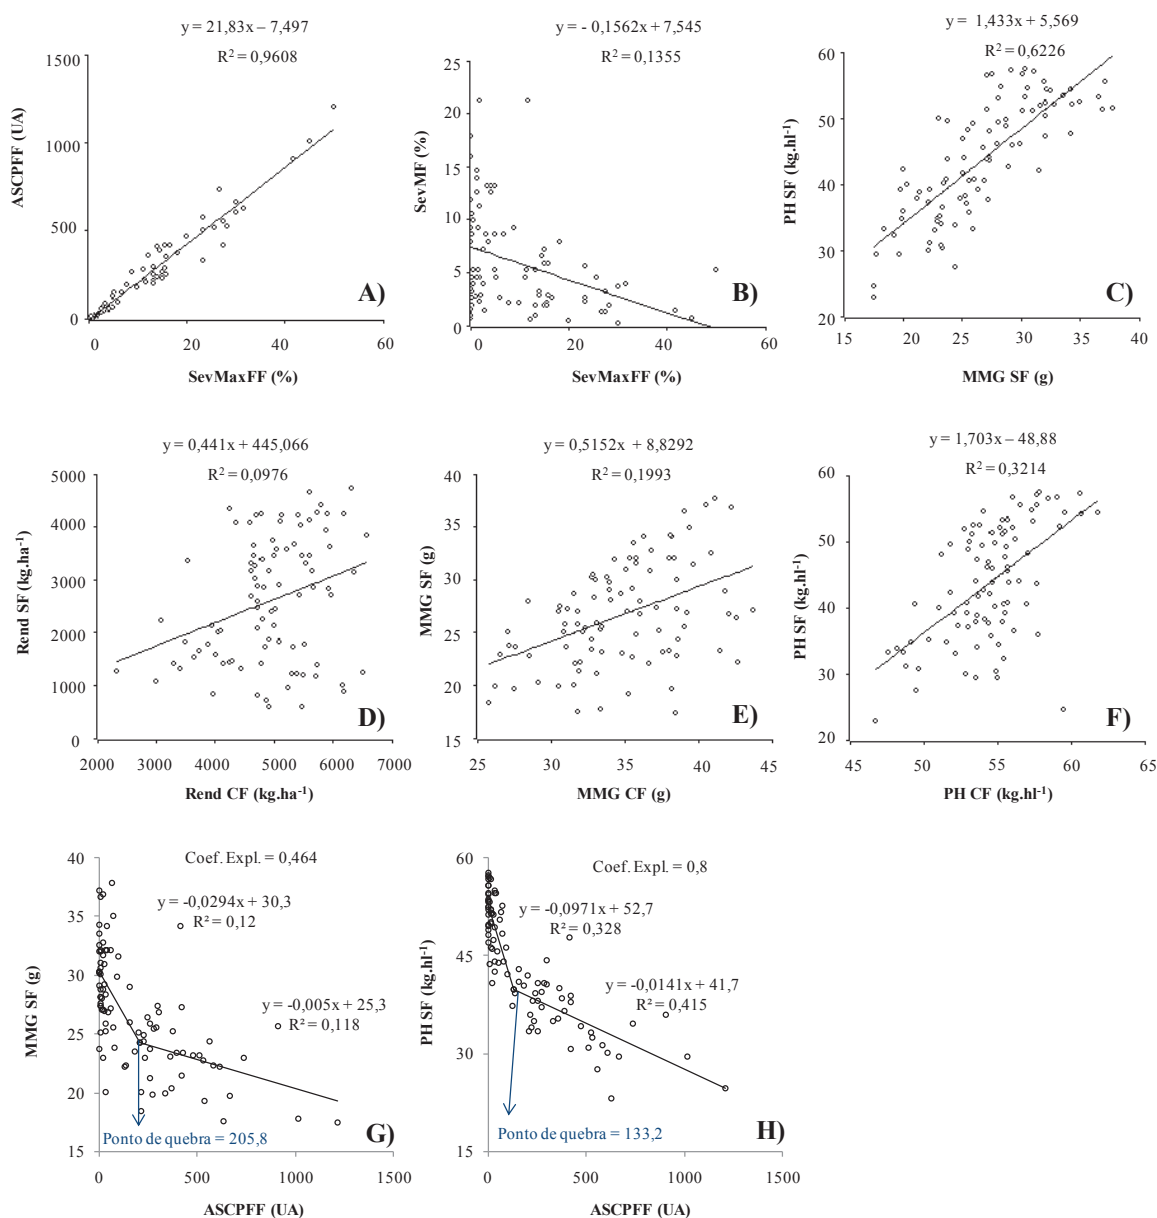 y = 21,83x – 7,497
R² = 0,9608
ASCPFF (UA)
1500
1000
500
0
0 20 40 60
SevMaxFF (%)
A)
y = - 0,1562x + 7,545
R² = 0,1355
SevMF (%)
25
20
15
10
5
0
0 20 40 60
SevMaxFF (%)
B)
y = 1,433x + 5,569
R² = 0,6226
PH SF (kg.hl⁻¹)
60
50
40
30
20
15 20 25 30 35 40
MMG SF (g)
C)
y = 0,441x + 445,066
R² = 0,0976
Rend SF (kg.ha⁻¹)
5000
4000
3000
2000
1000
0
2000 3000 4000 5000 6000 7000
Rend CF (kg.ha⁻¹)
D)
y = 0,5152x + 8,8292
R² = 0,1993
MMG SF (g)
40
35
30
25
20
15
25 30 35 40 45
MMG CF (g)
E)
y = 1,703x – 48,88
R² = 0,3214
PH SF (kg.hl⁻¹)
60
50
40
30
20
45 50 55 60 65
PH CF (kg.hl⁻¹)
F)
Coef. Expl. = 0,464
y = -0,0294x + 30,3
R² = 0,12
y = -0,005x + 25,3
R² = 0,118
MMG SF (g)
40
35
30
25
20
15
Ponto de quebra = 205,8
G)
0 500 1000 1500
ASCPFF (UA)
Coef. Expl. = 0,8
y = -0,0971x + 52,7
R² = 0,328
y = -0,0141x + 41,7
R² = 0,415
PH SF (kg.hl⁻¹)
60
45
30
15
Ponto de quebra = 133,2
H)
0 500 1000 1500
ASCPFF (UA)